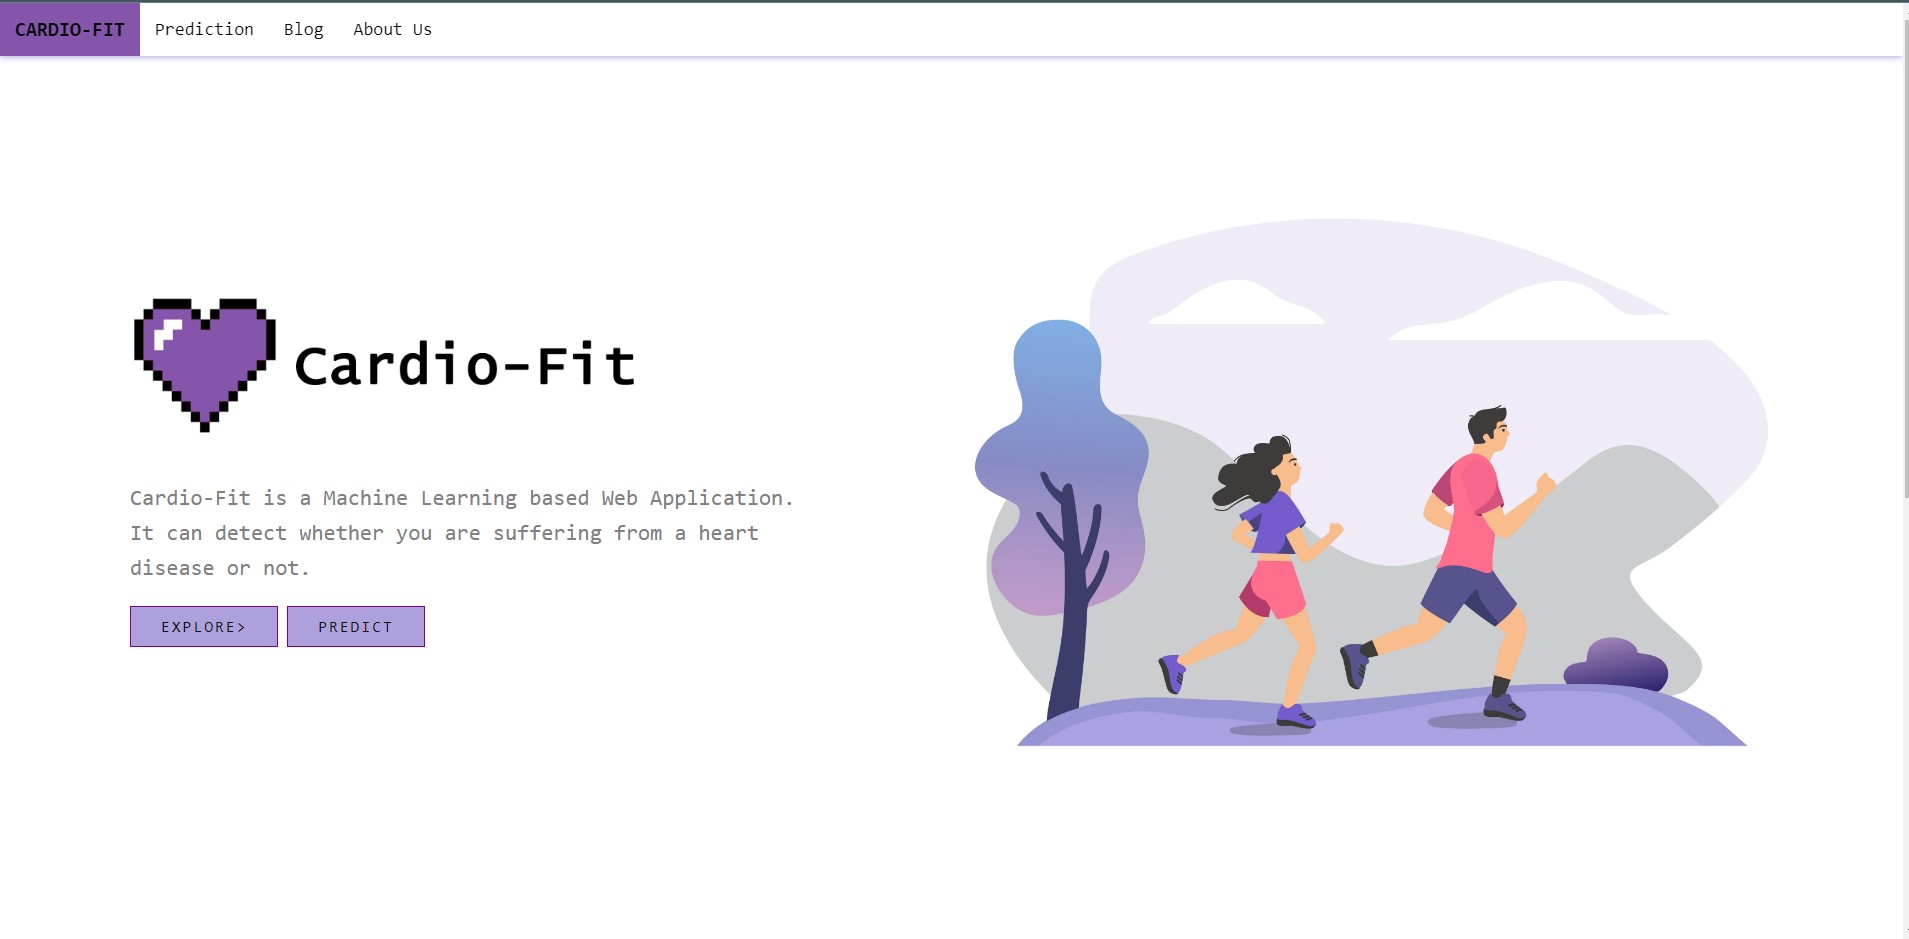 CARDIO-FIT Prediction Blog About Us
Cardio-Fit
Cardio-Fit is a Machine Learning based Web Application.
It can detect whether you are suffering from a heart
disease or not.
EXPLORE> PREDICT